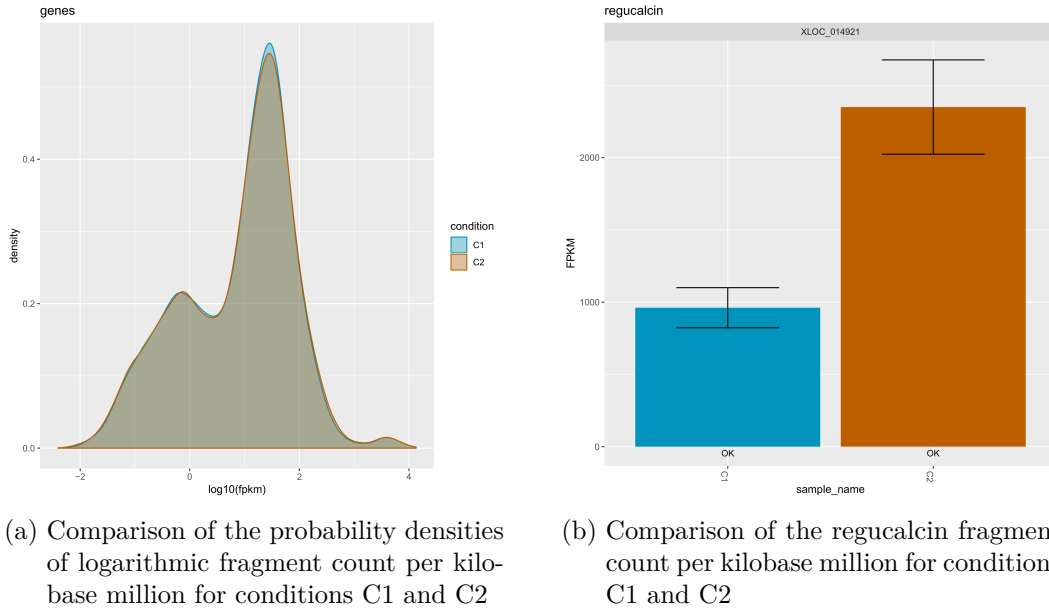 genes
density
0.4
0.2
0.0
−2
0
2
4
log10(fpkm)
condition
C1
C2
regucalcin
XLOC_014921
FPKM
2000
1000
0
OK
OK
C1
C2
sample_name
(a) Comparison of the probability densities
of logarithmic fragment count per kilo-
base million for conditions C1 and C2
(b) Comparison of the regucalcin fragmen
count per kilobase million for condition
C1 and C2